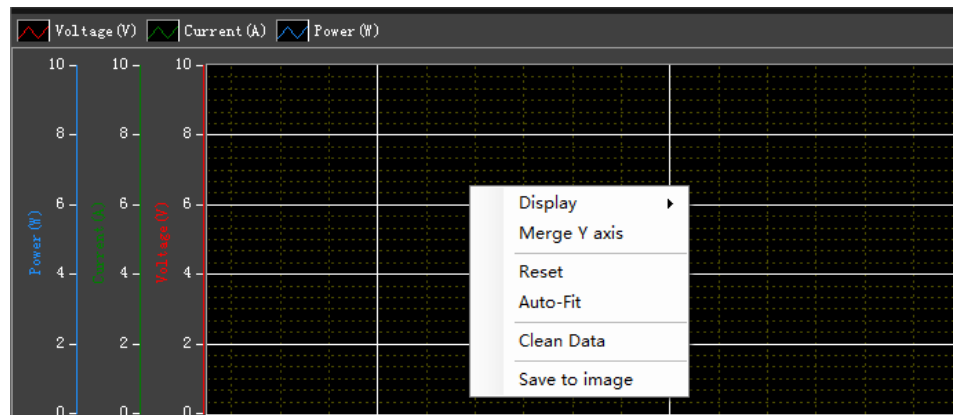 Voltage(V) Current(A) Power(W)
10 10 10
8 8 8
6 6 6
4 4 4
2 2 2
0 0 0
Power(W)
Current(A)
Voltage(V)
Display
Merge Y axis
Reset
Auto-Fit
Clean Data
Save to image